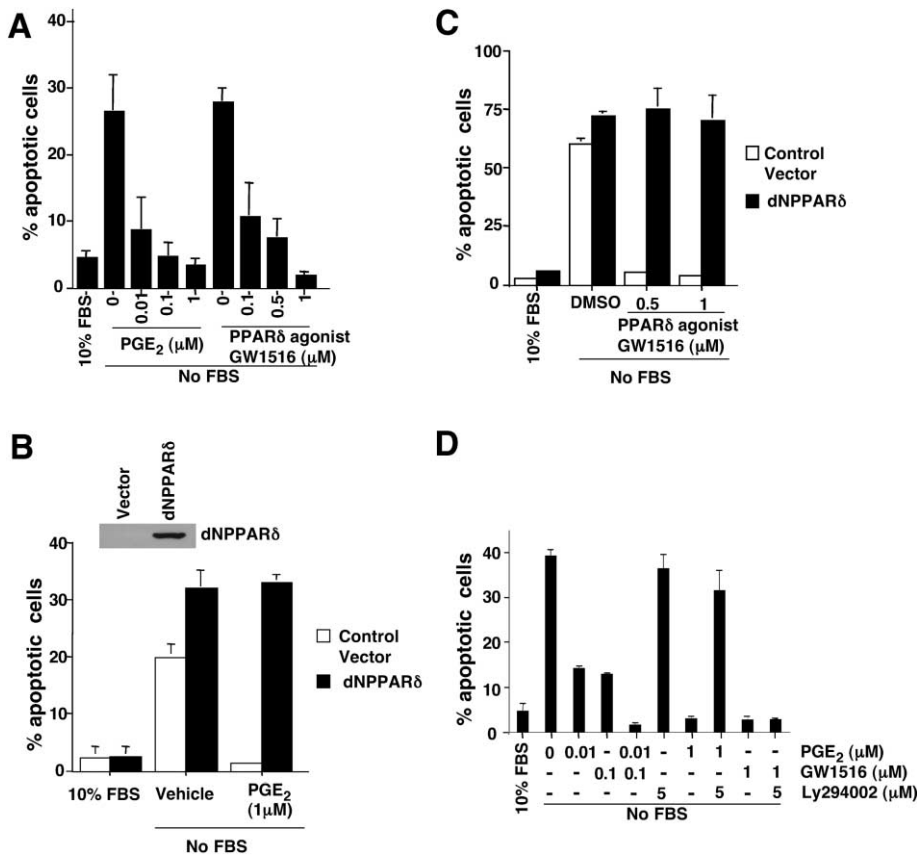 A
% apoptotic cells
40
30
20
10
0
10% FBS-
0-
0.01-
0.1-
1-
0-
0.1-
0.5-
1
PGE2 (μM)
PPARδ agonist
GW1516 (μM)
No FBS
C
% apoptotic cells
100
75
50
25
0
Control
Vector
dNPPARδ
10% FBS
DMSO
0.5
1
PPARδ agonist
GW1516 (μM)
No FBS
B
Vector
dNPPARδ
dNPPARδ
% apoptotic cells
40
30
20
10
0
Control
Vector
dNPPARδ
10% FBS
Vehicle
PGE2
(1μM)
No FBS
D
% apoptotic cells
40
30
20
10
0
10% FBS
0 0.01 - 0.01 - 1 1 - - PGE2 (μM)
- - 0.1 0.1 - - - 1 1 GW1516 (μM)
- - - - 5 - 5 - 5 Ly294002 (μM)
No FBS